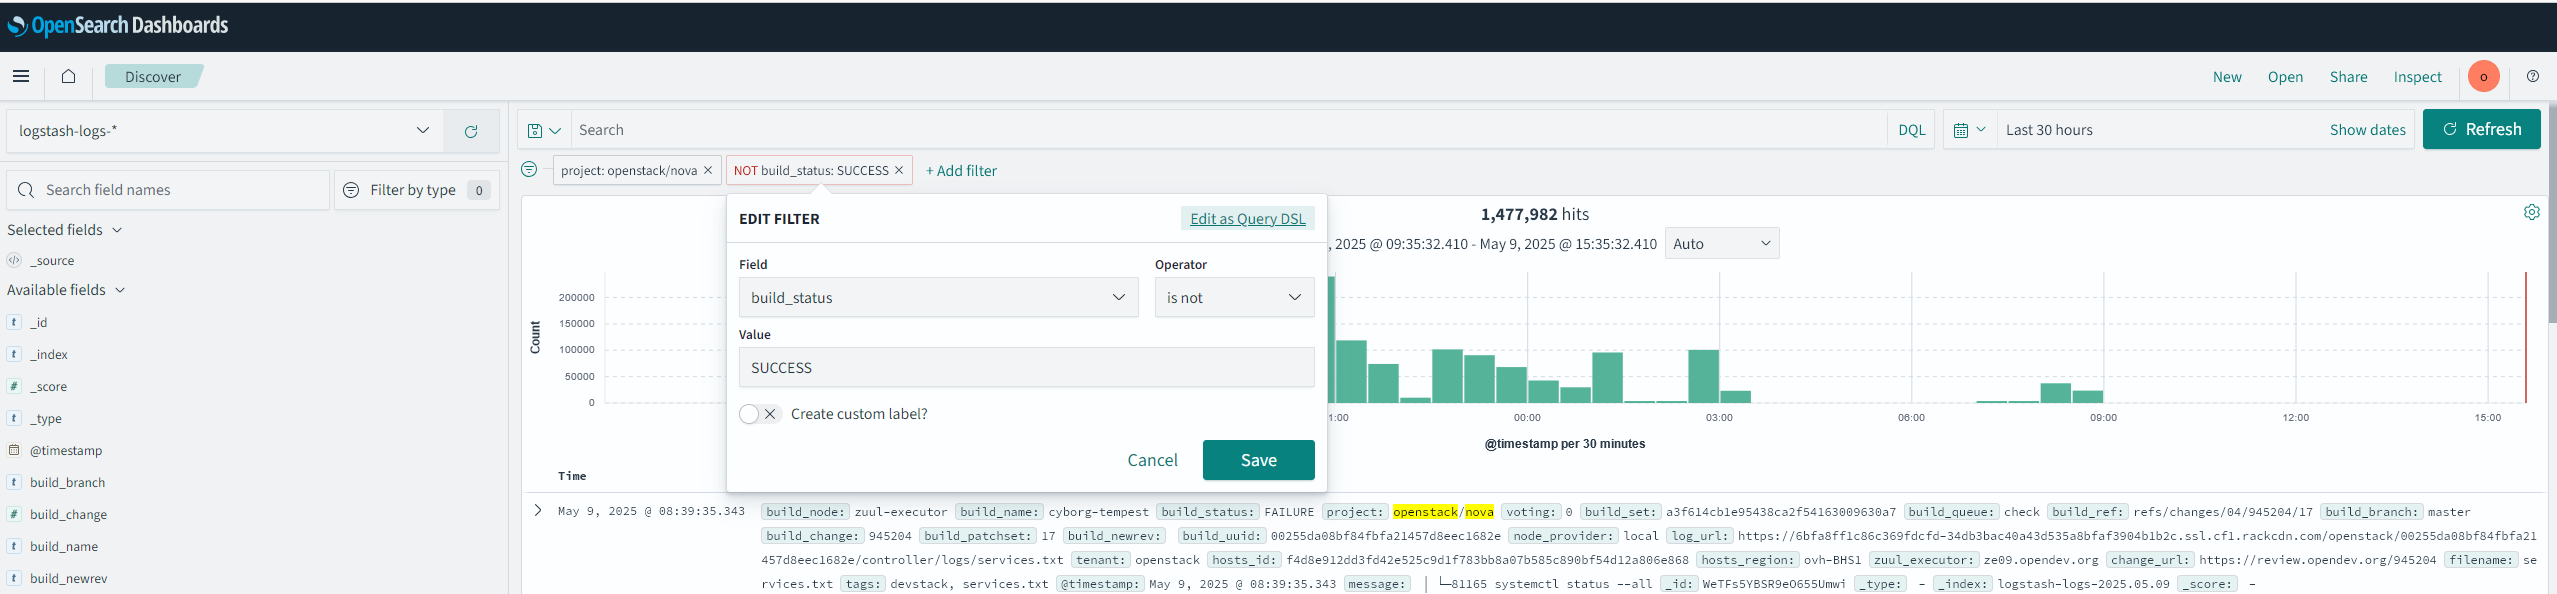 OpenSearch Dashboards
Discover
New Open Share Inspect o
logstash-logs-*
Search
DQL
Last 30 hours
Show dates
Refresh
project: openstack/nova ×
NOT build_status: SUCCESS ×
+ Add filter
Search field names
Filter by type 0
Selected fields
_source
Available fields
t _id
t _index
# _score
t _type
@timestamp
t build_branch
# build_change
t build_name
t build_newrev
EDIT FILTER
Edit as Query DSL
Field
build_status
Operator
is not
Value
SUCCESS
Create custom label?
Cancel
Save
1,477,982 hits
, 2025 @ 09:35:32.410 - May 9, 2025 @ 15:35:32.410
Auto
Count
200000
150000
100000
50000
0
1:00 00:00 03:00 06:00 09:00 12:00 15:00
@timestamp per 30 minutes
Time
May 9, 2025 @ 08:39:35.343
build_node: zuul-executor build_name: cyborg-tempest build_status: FAILURE project: openstack/nova voting: 0 build_set: a3f614cb1e95438ca2f54163009630a7 build_queue: check build_ref: refs/changes/04/945204/17 build_branch: master
build_change: 945204 build_patchset: 17 build_newrev: build_uuid: 00255da08bf84fbfa21457d8eec1682e node_provider: local log_url: https://6bfa8ff1c86c369fdcfd-34db3bac40a43d535a8bfaf3904b1b2c.ssl.cf1.rackcdn.com/openstack/00255da08bf84fbfa21
457d8eec1682e/controller/logs/services.txt tenant: openstack hosts_id: f4d8e912dd3fd42e525c9d1f783bb8a07b585c890bf54d12a806e868 hosts_region: ovh-BHS1 zuul_executor: ze09.opendev.org change_url: https://review.opendev.org/945204 filename: se
rvices.txt tags: devstack, services.txt @timestamp: May 9, 2025 @ 08:39:35.343 message: │ └─81165 systemctl status --all _id: WeTFs5YBSR9eO655Umwi _type: - _index: logstash-logs-2025.05.09 _score: -